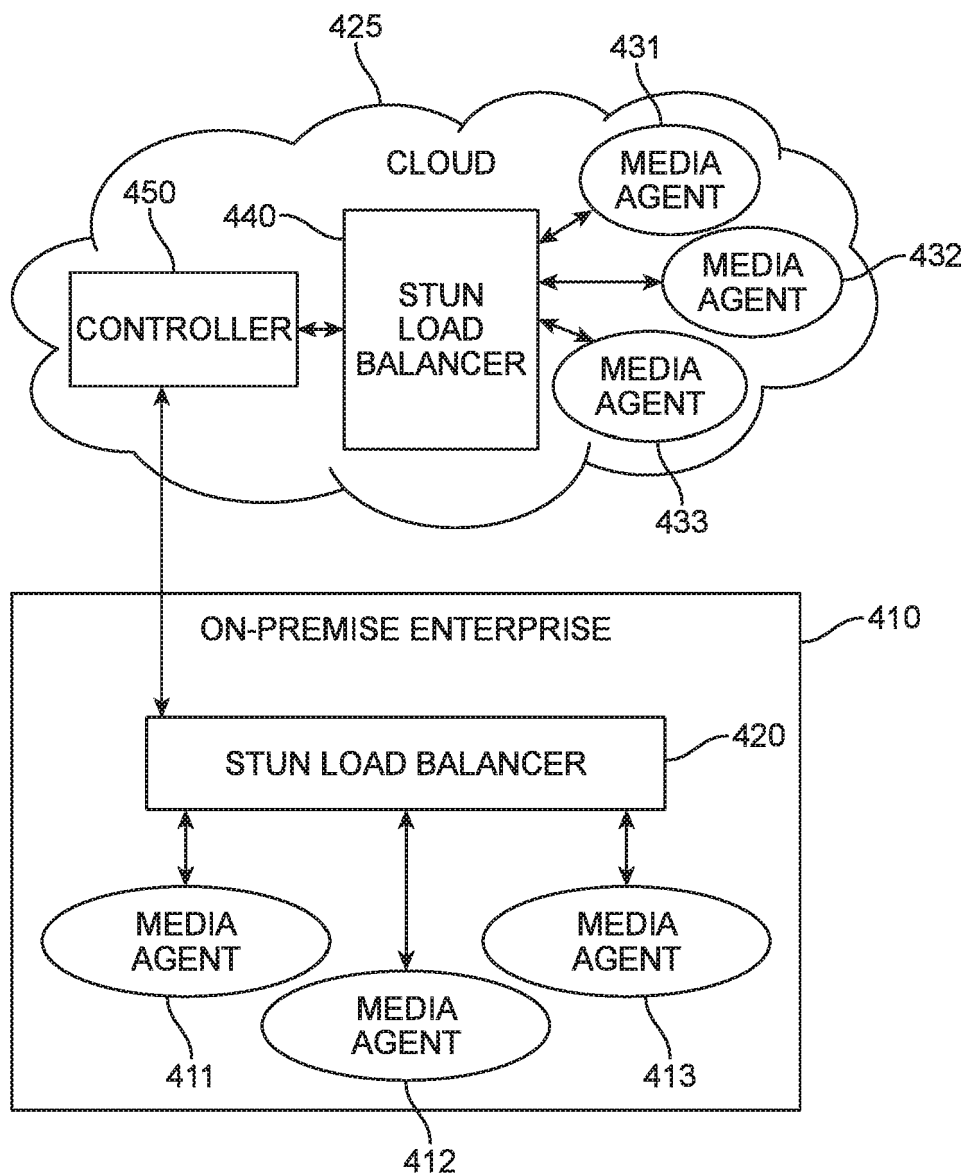 425
431
CLOUD
MEDIA
AGENT
450
440
432
MEDIA
AGENT
CONTROLLER
STUN
LOAD
BALANCER
MEDIA
AGENT
433
ON-PREMISE ENTERPRISE
410
STUN LOAD BALANCER
420
MEDIA
AGENT
MEDIA
AGENT
MEDIA
AGENT
411
413
412